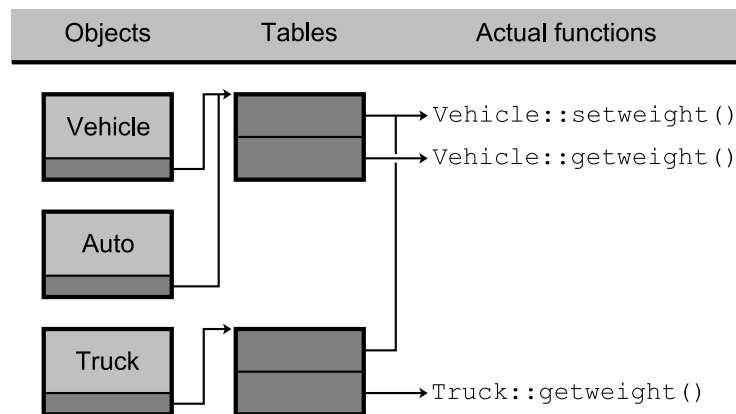 Objects Tables Actual functions
Vehicle
Vehicle::setweight()
Vehicle::getweight()
Auto
Truck
Truck::getweight()